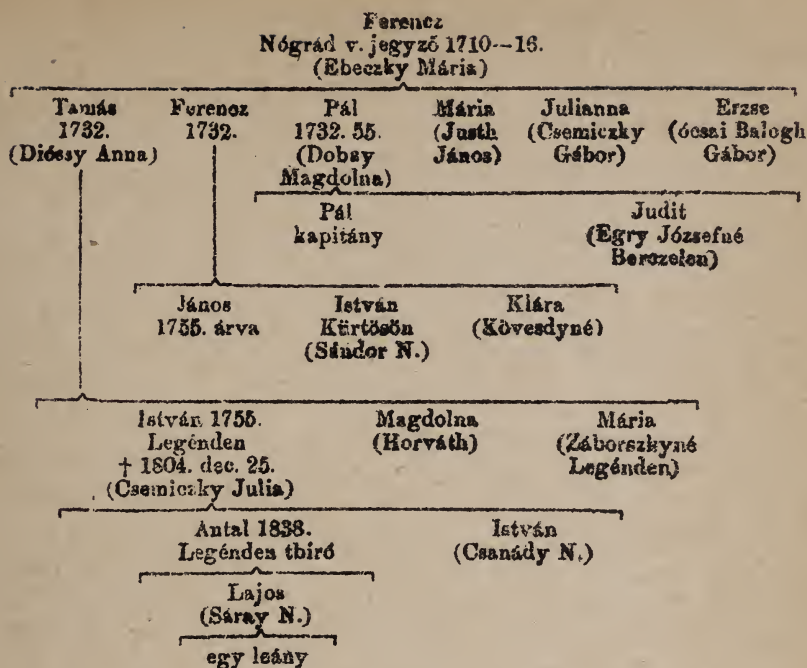 Ferencz
Nógrád v. jegyző 1710--16.
(Ebeczky Mária)
Tamás Ferencz Pál Mária Julianna Erzse
1732. 1732. 1732. 55. (Justh (Csemiczky (ócsai Balogh
(Dióssy Anna) (Dobsy János) Gábor) Gábor)
Magdolna)
Pál Judit
kapitány (Egry Józsefné
Berczelen)
János István Klára
1755. árva Kürtösön (Kövesdyné)
(Sándor N.)
István 1755. Magdolna Mária
Legénden (Horváth) (Záborszkyné
† 1804. dec. 25. Legénden)
(Csemiczky Julia)
Antal 1838. István
Legéndea tbiró (Csanády N.)
Lajos
(Sáray N.)
egy leány